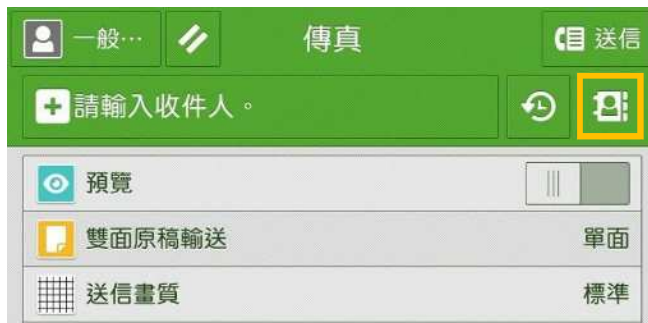 一般… 傳真 送信
請輸入收件人。
預覽
雙面原稿輸送 單面
送信畫質 標準